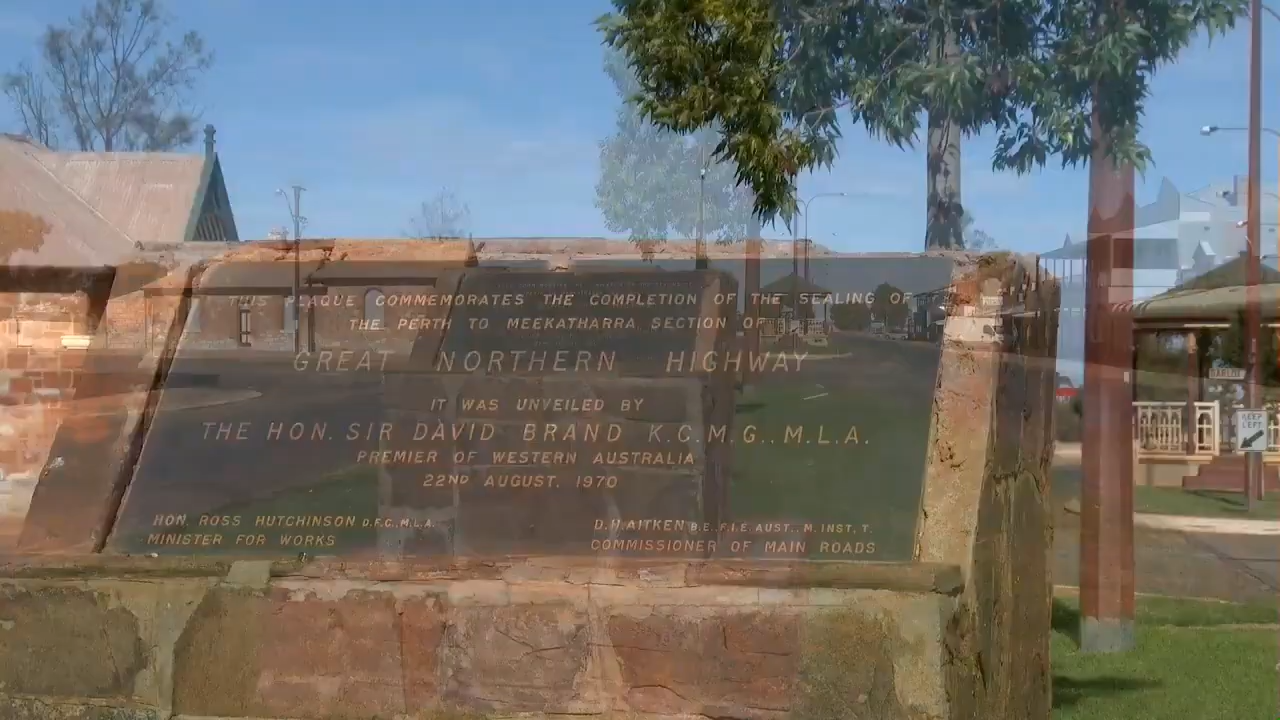 THIS PLAQUE COMMEMORATES THE COMPLETION OF THE SEALING OF
THE PERTH TO MEEKATHARRA SECTION OF
GREAT NORTHERN HIGHWAY
IT WAS UNVEILED BY
THE HON. SIR DAVID BRAND K.C.M.G., M.L.A.
PREMIER OF WESTERN AUSTRALIA
22ND AUGUST, 1970
HON. ROSS HUTCHINSON D.F.C., M.L.A.
MINISTER FOR WORKS
D.H. AITKEN B.E. F.I.E. AUST., M. INST. T.
COMMISSIONER OF MAIN ROADS
KEEP
LEFT